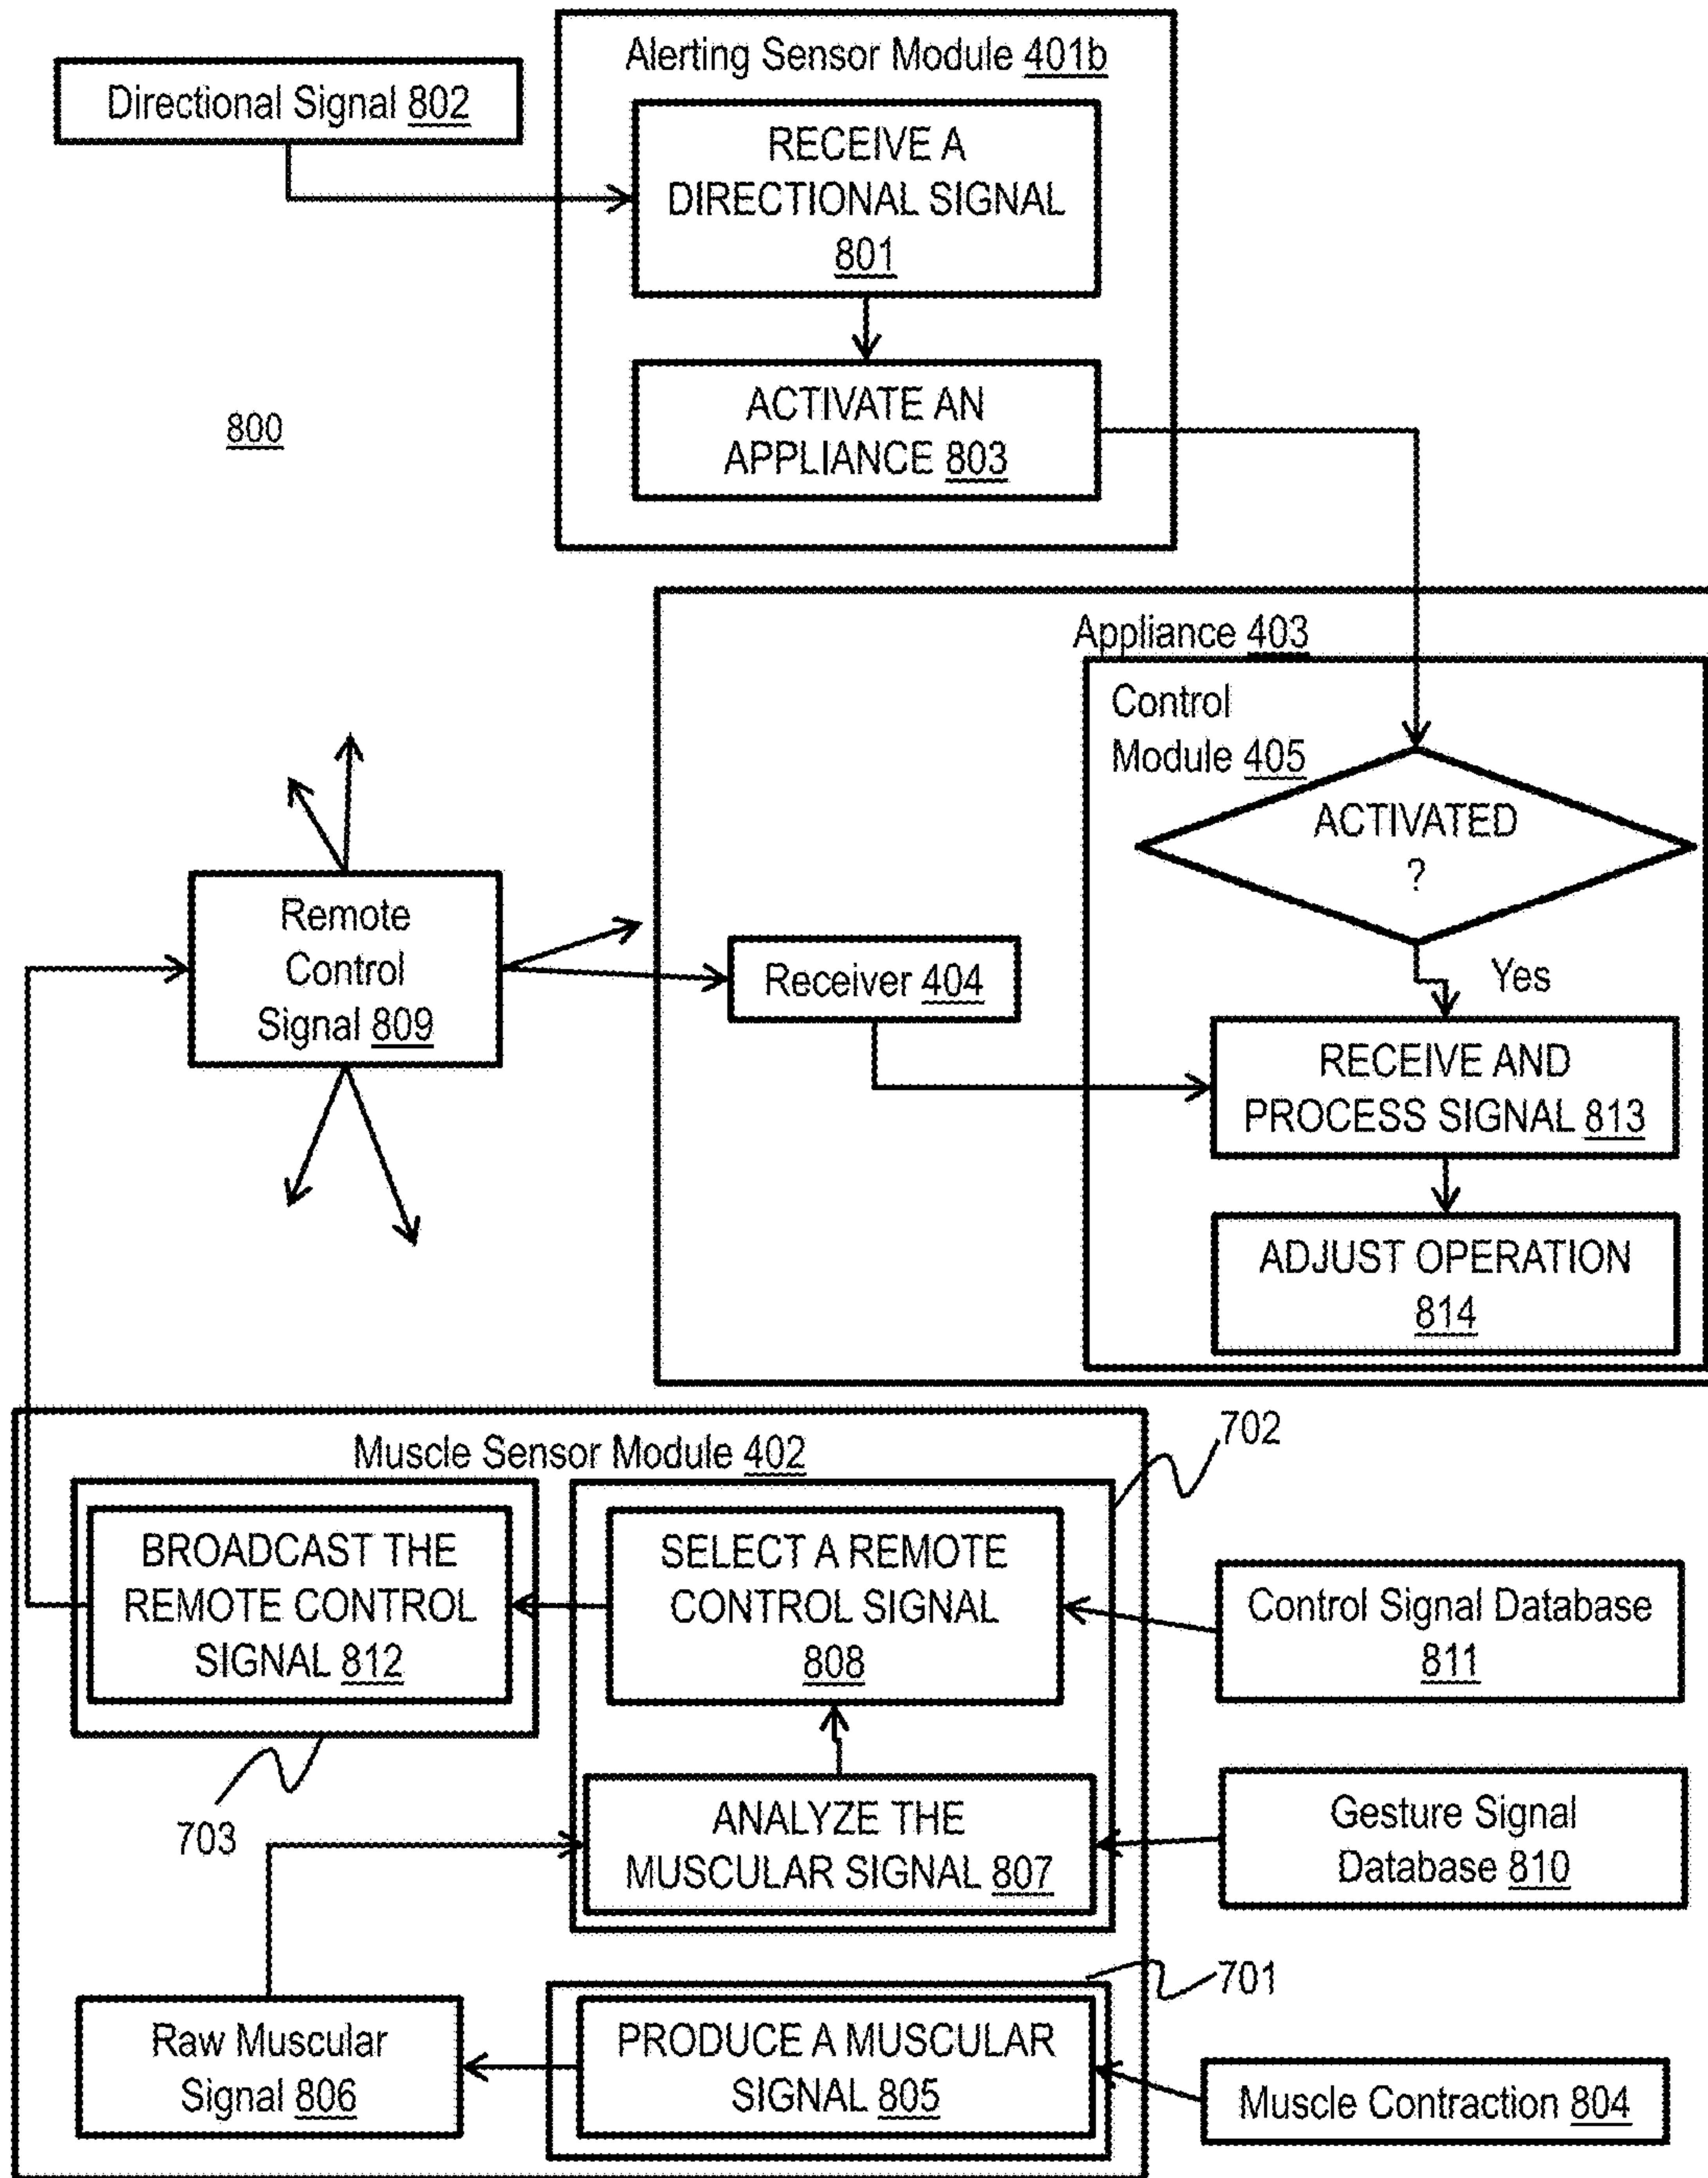 Alerting Sensor Module 401b
Directional Signal 802
RECEIVE A
DIRECTIONAL SIGNAL
801
ACTIVATE AN
APPLIANCE 803
800
Appliance 403
Control
Module 405
ACTIVATED
?
Yes
Remote
Control
Signal 809
Receiver 404
RECEIVE AND
PROCESS SIGNAL 813
ADJUST OPERATION
814
Muscle Sensor Module 402
702
BROADCAST THE
REMOTE CONTROL
SIGNAL 812
SELECT A REMOTE
CONTROL SIGNAL
808
Control Signal Database
811
703
ANALYZE THE
MUSCULAR SIGNAL 807
Gesture Signal
Database 810
701
Raw Muscular
Signal 806
PRODUCE A MUSCULAR
SIGNAL 805
Muscle Contraction 804